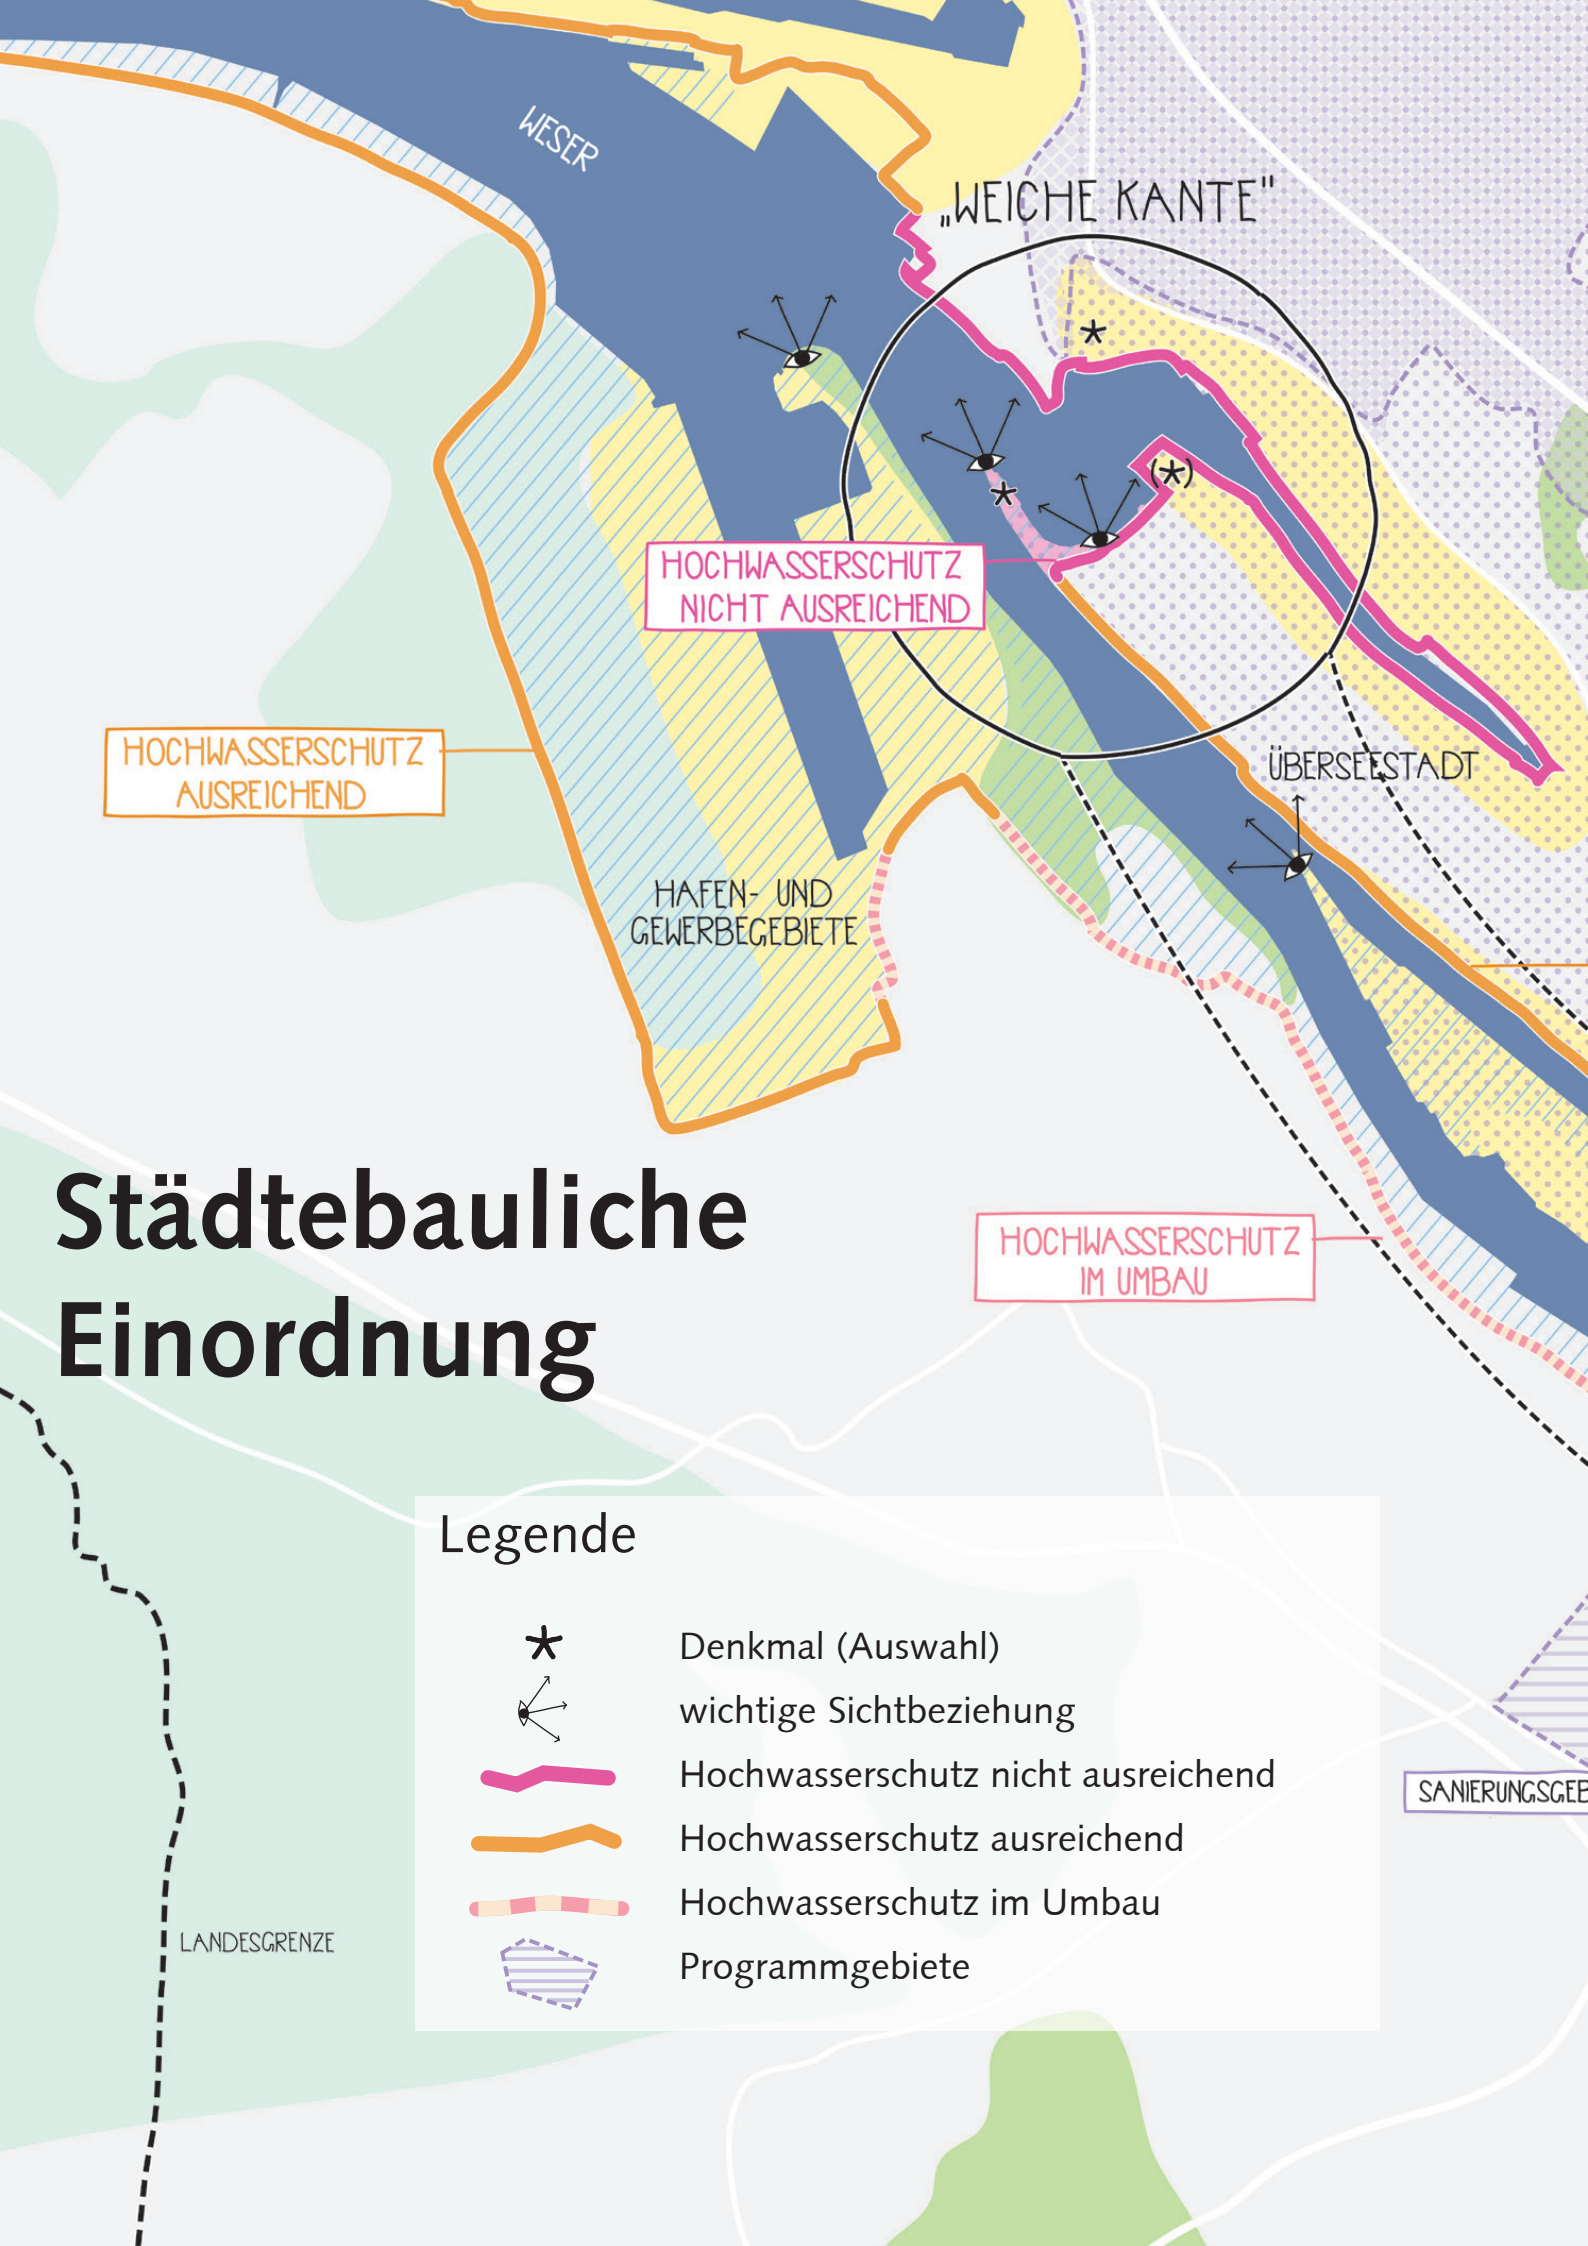 WESER
„WEICHE KANTE"
(*)
HOCHWASSERSCHUTZ
NICHT AUSREICHEND
HOCHWASSERSCHUTZ
AUSREICHEND
ÜBERSEESTADT
HAFEN- UND
GEWERBEGEBIETE
Städtebauliche
Einordnung
HOCHWASSERSCHUTZ
IM UMBAU
Legende
Denkmal (Auswahl)
wichtige Sichtbeziehung
Hochwasserschutz nicht ausreichend
Hochwasserschutz ausreichend
Hochwasserschutz im Umbau
Programmgebiete
SANIERUNGSGEB
LANDESGRENZE